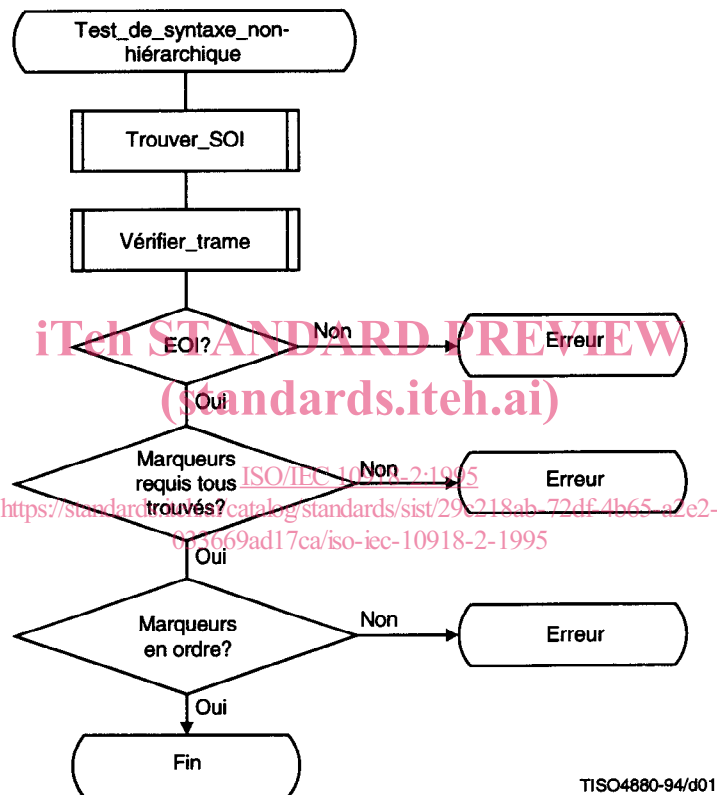 Test_de_syntaxe_non-
hiérarchique
Trouver_SOI
Vérifier_trame
iTeh STANDARD PREVIEW
EOI?
Non
Erreur
(standards.iteh.ai)
Oui
Marqueurs
requis tous
trouvés?
ISO/IEC 10918-2:1995
Non
Erreur
https://standards.iteh.ai/catalog/standards/sist/29c218ab-72df-4b65-a2e2-
033669ad17ca/iso-iec-10918-2-1995
Oui
Marqueurs
en ordre?
Non
Erreur
Oui
Fin
TISO4880-94/d01